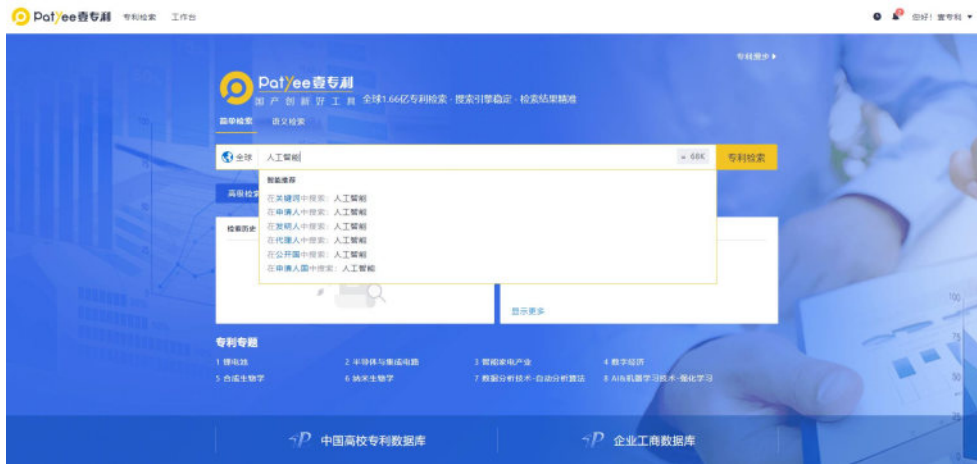 Patyee壹专利 专利检索 工作台
2 您好！壹专利
专利漫步
Patyee壹专利
国产创新好工具 全球1.66亿专利检索 · 搜索引擎稳定 · 检索结果精准
简单检索 语义检索
全球 人工智能 ≈ 68K 专利检索
智能推荐
高级检索
在关键词中搜索：人工智能
在申请人中搜索：人工智能
在发明人中搜索：人工智能
在代理人中搜索：人工智能
在公开国中搜索：人工智能
在申请人国中搜索：人工智能
检索历史
显示更多
专利专题
1 锂电池 2 半导体与集成电路 3 智能家电产业 4 数字经济
5 合成生物学 6 纳米生物学 7 数据分析技术-自动分析算法 8 AI与机器学习技术-强化学习
中国高校专利数据库 企业工商数据库
100
75
50
25
0